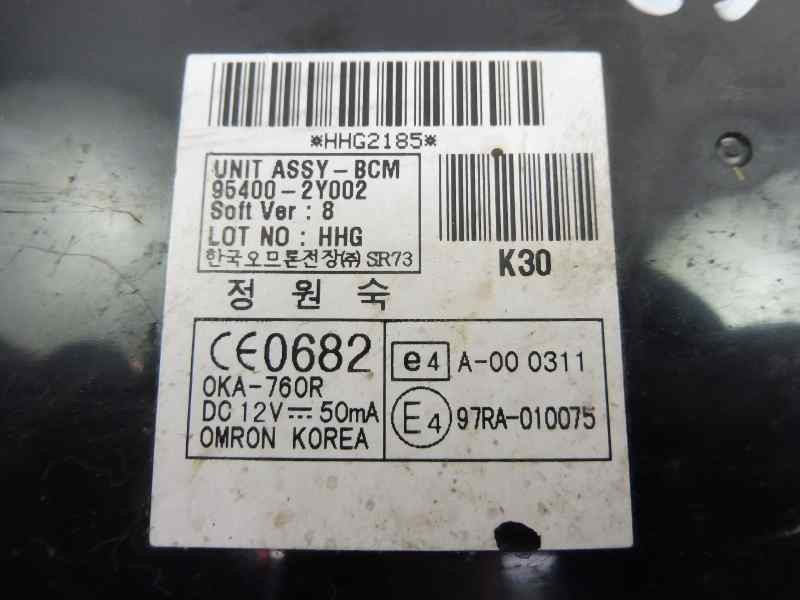 *HHG2185*
UNIT ASSY-BCM
95400-2Y002
Soft Ver : 8
LOT NO : HHG
한국오므론전장㈜ SR73
K30
정 원 숙
CE0682
OKA-760R
DC 12V⎓50mA
OMRON KOREA
e4 A-00 0311
E4 97RA-010075